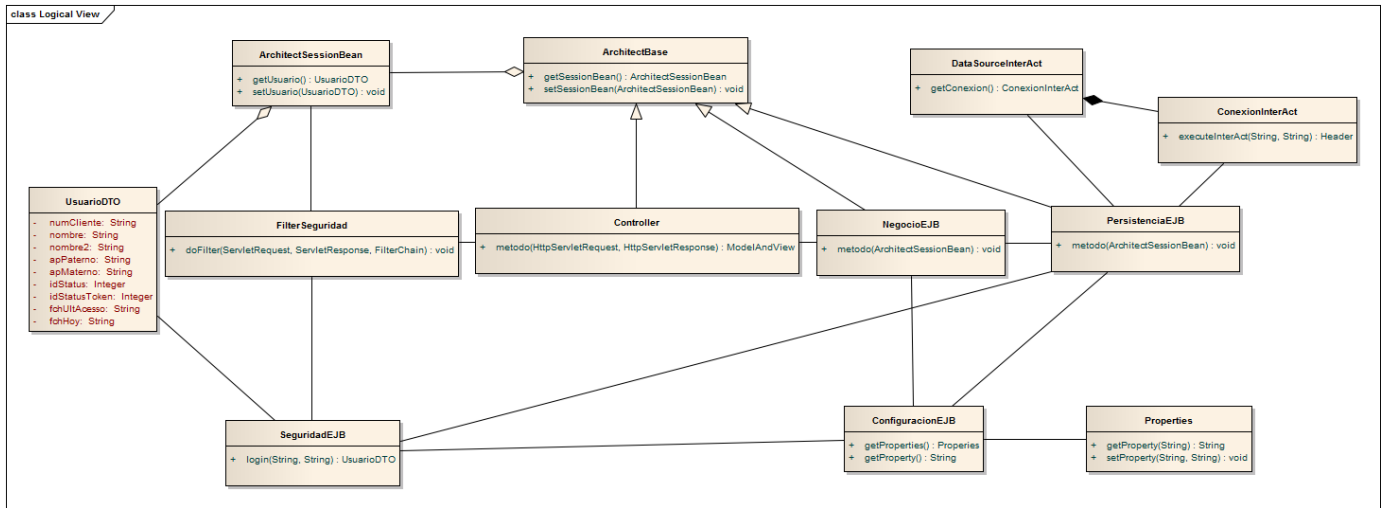 class Logical View
ArchitectSessionBean
+ getUsuario() : UsuarioDTO
+ setUsuario(UsuarioDTO) : void
ArchitectBase
+ getSessionBean() : ArchitectSessionBean
+ setSessionBean(ArchitectSessionBean) : void
DataSourceInterAct
+ getConexion() : ConexionInterAct
ConexionInterAct
+ executeInterAct(String, String) : Header
UsuarioDTO
- numCliente: String
- nombre: String
- nombre2: String
- apPaterno: String
- apMaterno: String
- idStatus: Integer
- idStatusToken: Integer
- fchUltAcesso: String
- fchHoy: String
FilterSeguridad
+ doFilter(ServletRequest, ServletResponse, FilterChain) : void
Controller
+ metodo(HttpServletRequest, HttpServletResponse) : ModelAndView
NegocioEJB
+ metodo(ArchitectSessionBean) : void
PersistenciaEJB
+ metodo(ArchitectSessionBean) : void
SeguridadEJB
+ login(String, String) : UsuarioDTO
ConfiguracionEJB
+ getProperties() : Properies
+ getProperty() : String
Properties
+ getProperty(String) : String
+ setProperty(String, String) : void